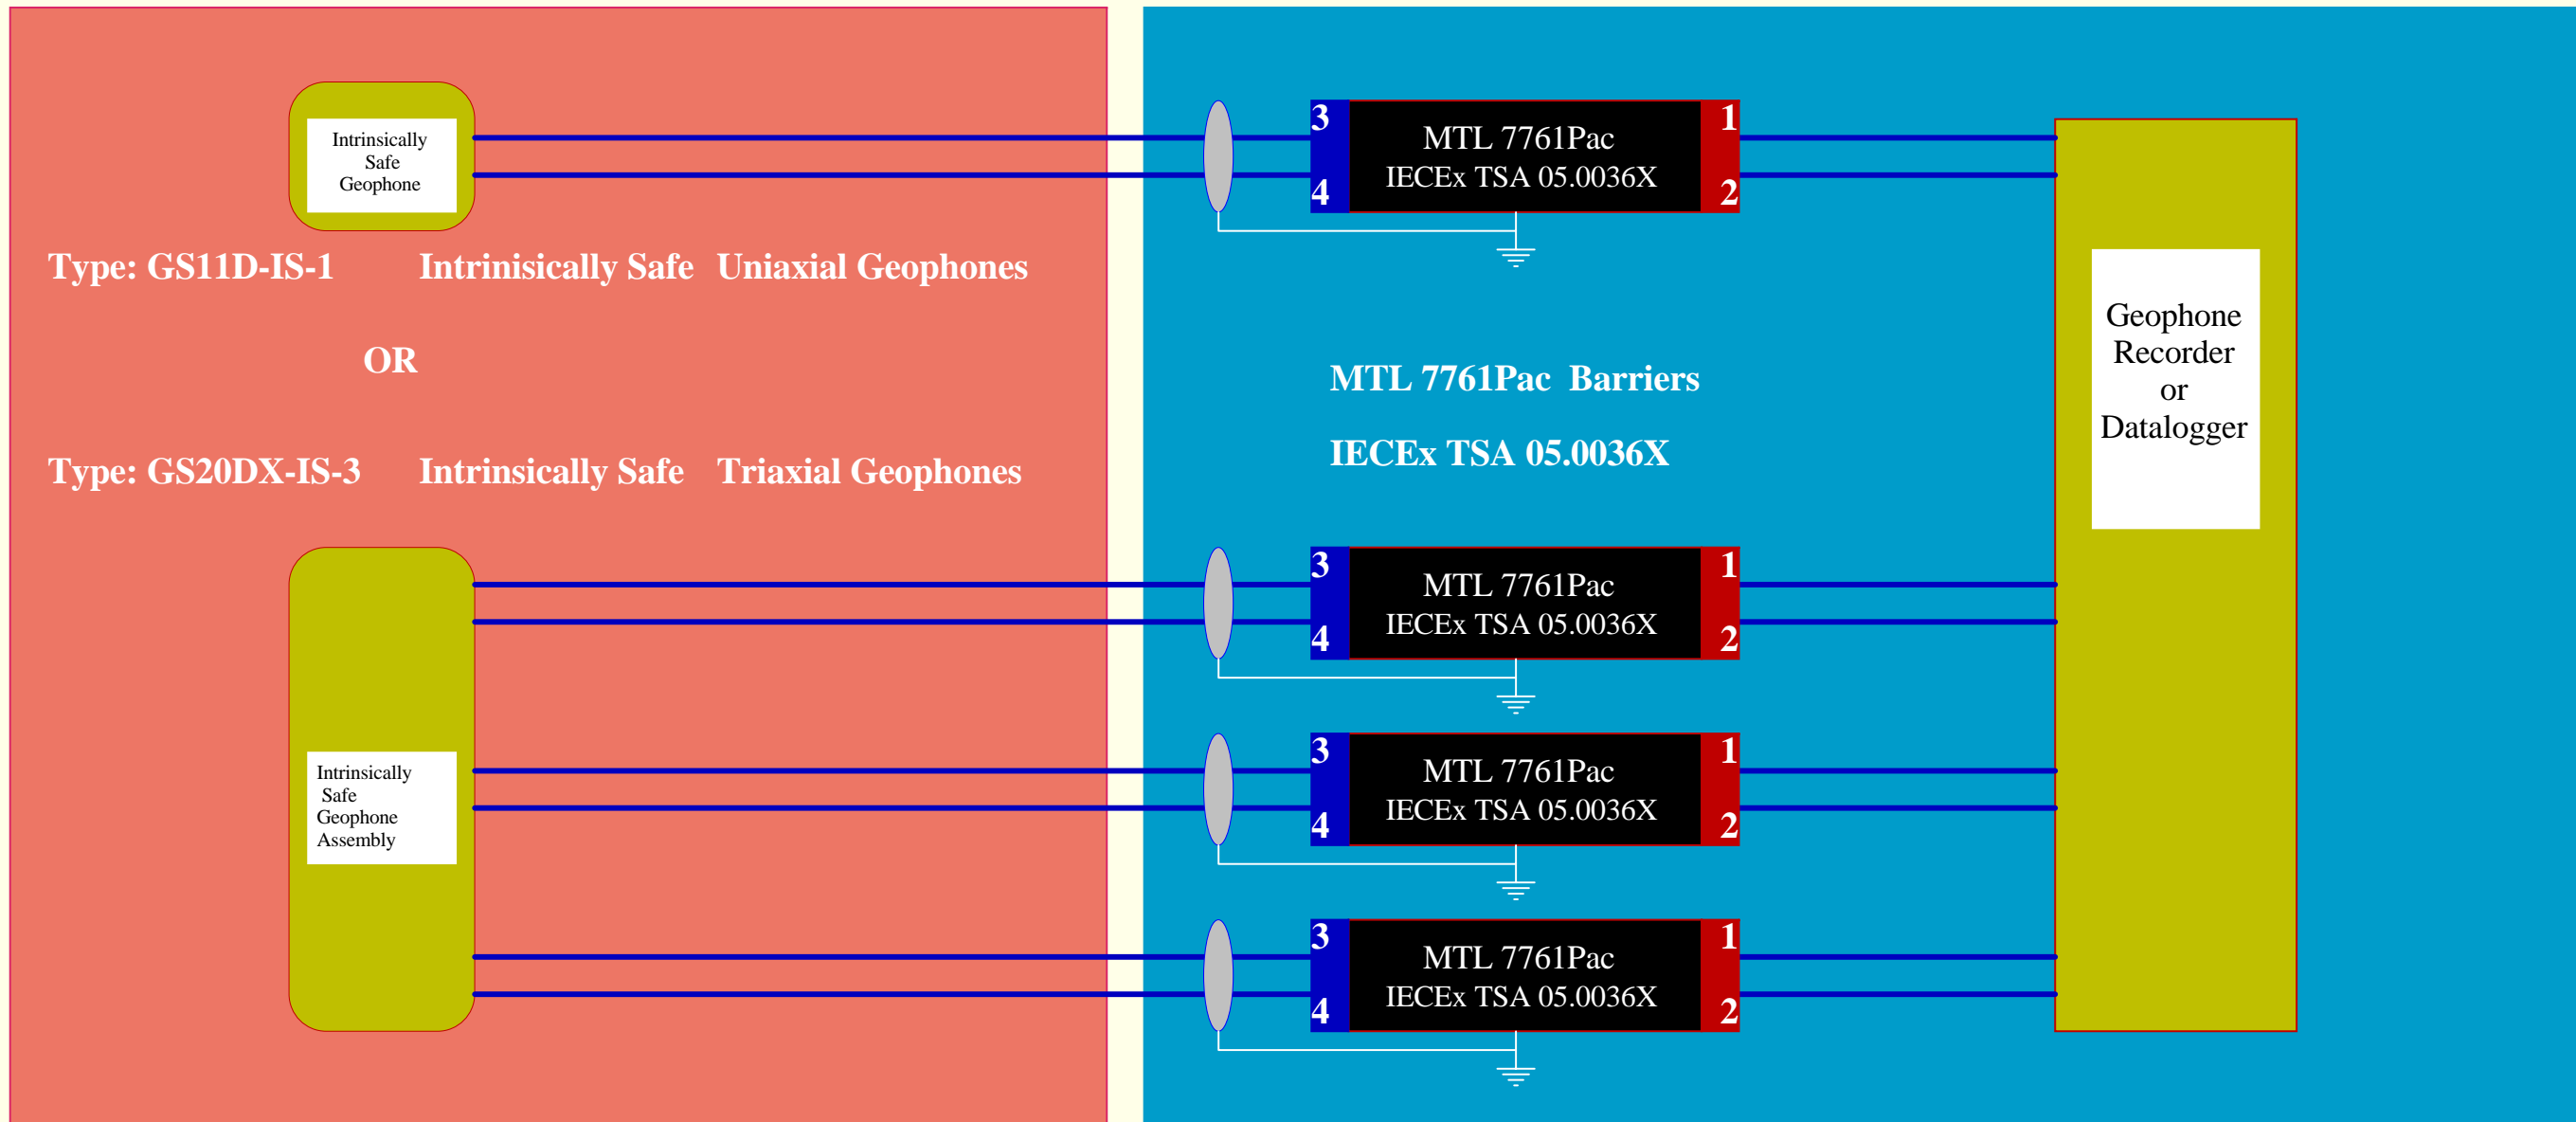 Intrinsically
Safe
Geophone
Type: GS11D-IS-1 Intrinisically Safe Uniaxial Geophones
OR
Type: GS20DX-IS-3 Intrinsically Safe Triaxial Geophones
Intrinsically
Safe
Geophone
Assembly
3
4
MTL 7761Pac
IECEx TSA 05.0036X
1
2
MTL 7761Pac Barriers
IECEx TSA 05.0036X
3
4
MTL 7761Pac
IECEx TSA 05.0036X
1
2
3
4
MTL 7761Pac
IECEx TSA 05.0036X
1
2
3
4
MTL 7761Pac
IECEx TSA 05.0036X
1
2
Geophone
Recorder
or
Datalogger